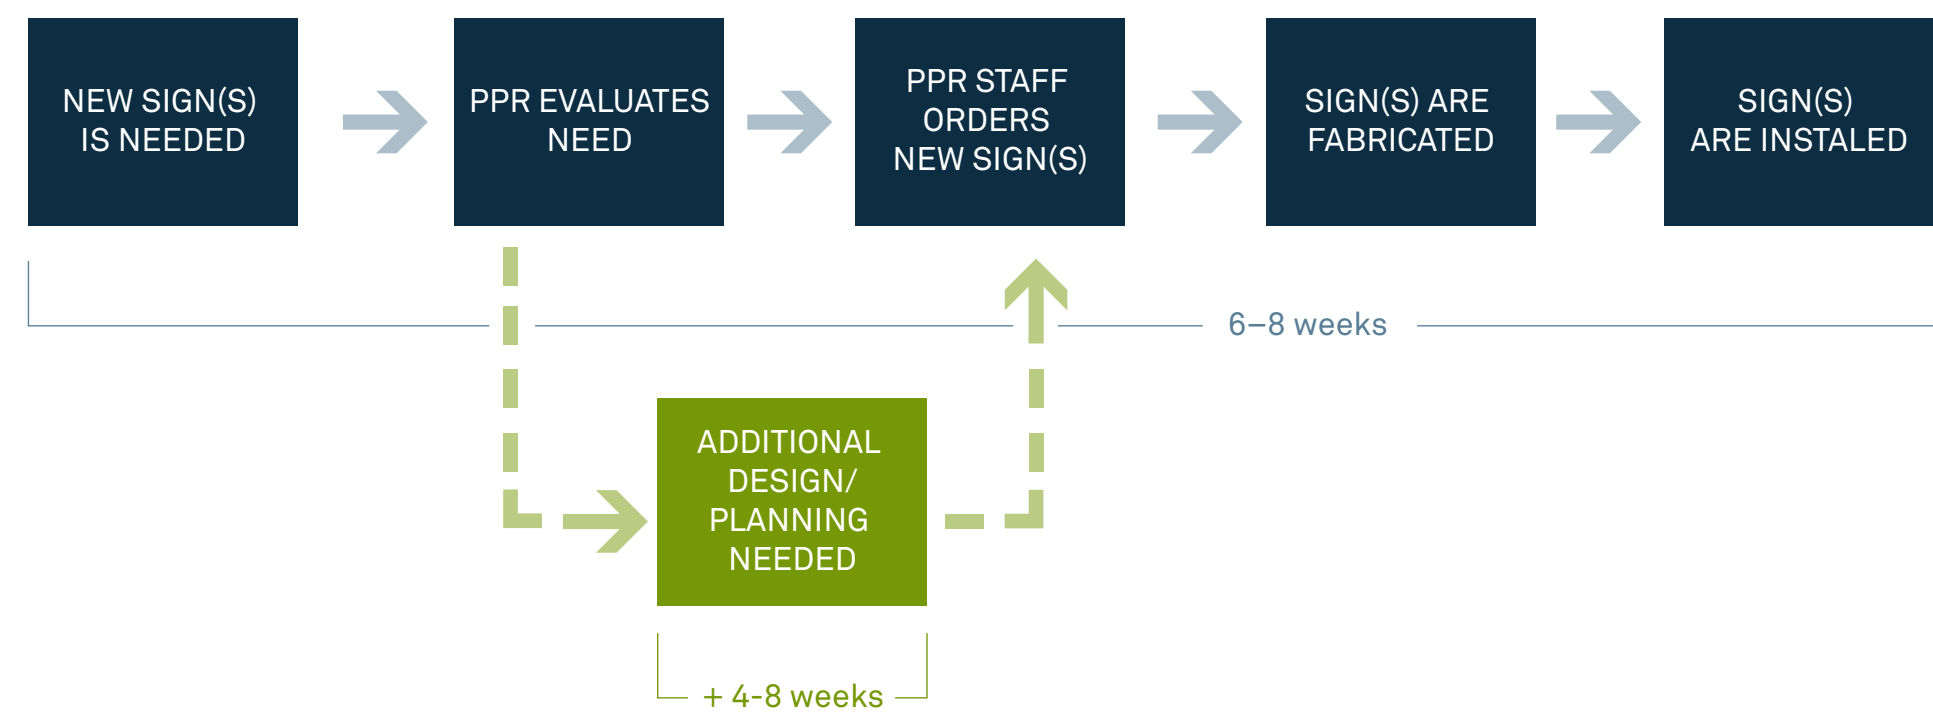 NEW SIGN(S)
IS NEEDED
PPR EVALUATES
NEED
PPR STAFF
ORDERS
NEW SIGN(S)
SIGN(S) ARE
FABRICATED
SIGN(S)
ARE INSTALED
6–8 weeks
ADDITIONAL
DESIGN/
PLANNING
NEEDED
+ 4-8 weeks